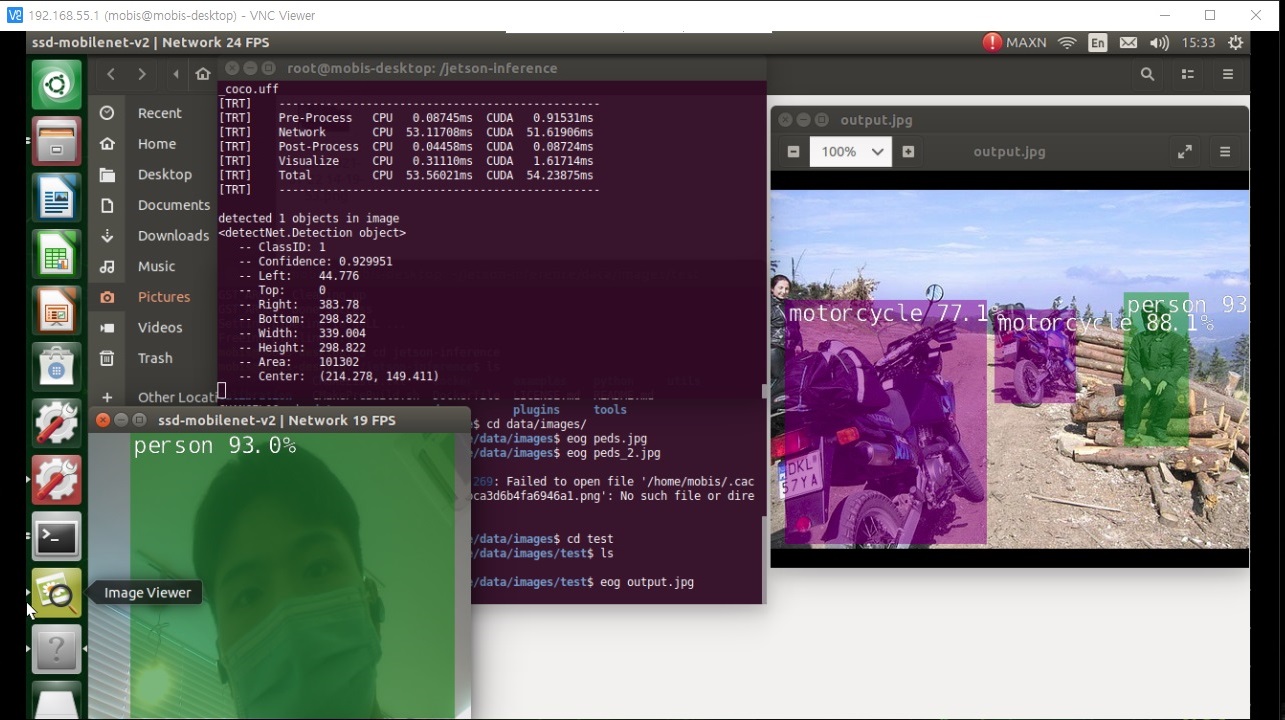 192.168.55.1 (mobis@mobis-desktop) - VNC Viewer
ssd-mobilenet-v2 | Network 24 FPS
MAXN
En
15:33
root@mobis-desktop: /jetson-inference
Recent
Home
Desktop
Documents
Downloads
Music
Pictures
Videos
Trash
Other Locati
_coco.uff
[TRT] ------------------------------------------------
[TRT] Pre-Process CPU 0.08745ms CUDA 0.91531ms
[TRT] Network CPU 53.11708ms CUDA 51.61906ms
[TRT] Post-Process CPU 0.04458ms CUDA 0.08724ms
[TRT] Visualize CPU 0.31110ms CUDA 1.61714ms
[TRT] Total CPU 53.56021ms CUDA 54.23875ms
[TRT] ------------------------------------------------
detected 1 objects in image
<detectNet.Detection object>
-- ClassID: 1
-- Confidence: 0.929951
-- Left: 44.776
-- Top: 0
-- Right: 383.78
-- Bottom: 298.822
-- Width: 339.004
-- Height: 298.822
-- Area: 101302
-- Center: (214.278, 149.411)
plugins tools
$ cd data/images/
/data/images$ eog peds.jpg
/data/images$ eog peds_2.jpg
269: Failed to open file '/home/mobis/.cac
ca3d6b4fa6946a1.png': No such file or dire
/data/images$ cd test
/data/images/test$ ls
/data/images/test$ eog output.jpg
output.jpg
100%
output.jpg
motorcycle 77.1%
motorcycle 88.1%
person 93
DKL
57YA
ssd-mobilenet-v2 | Network 19 FPS
person 93.0%
Image Viewer